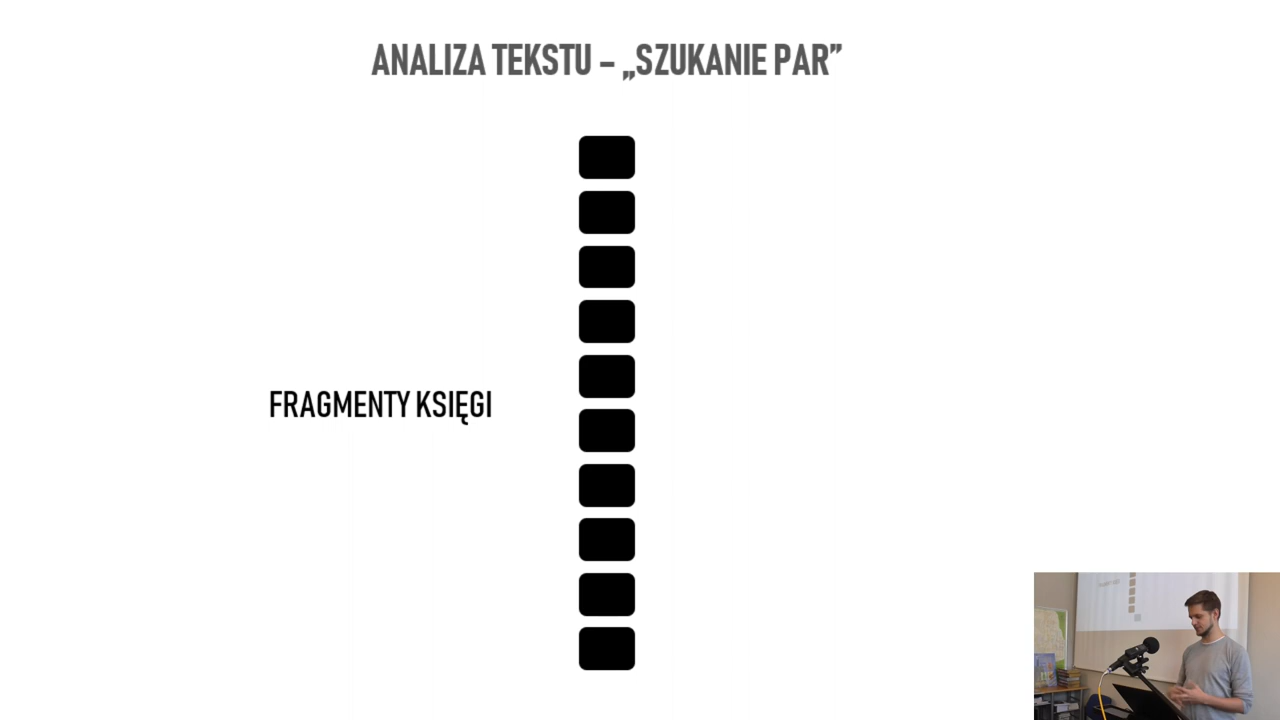 ANALIZA TEKSTU – „SZUKANIE PAR”
FRAGMENTY KSIĘGI